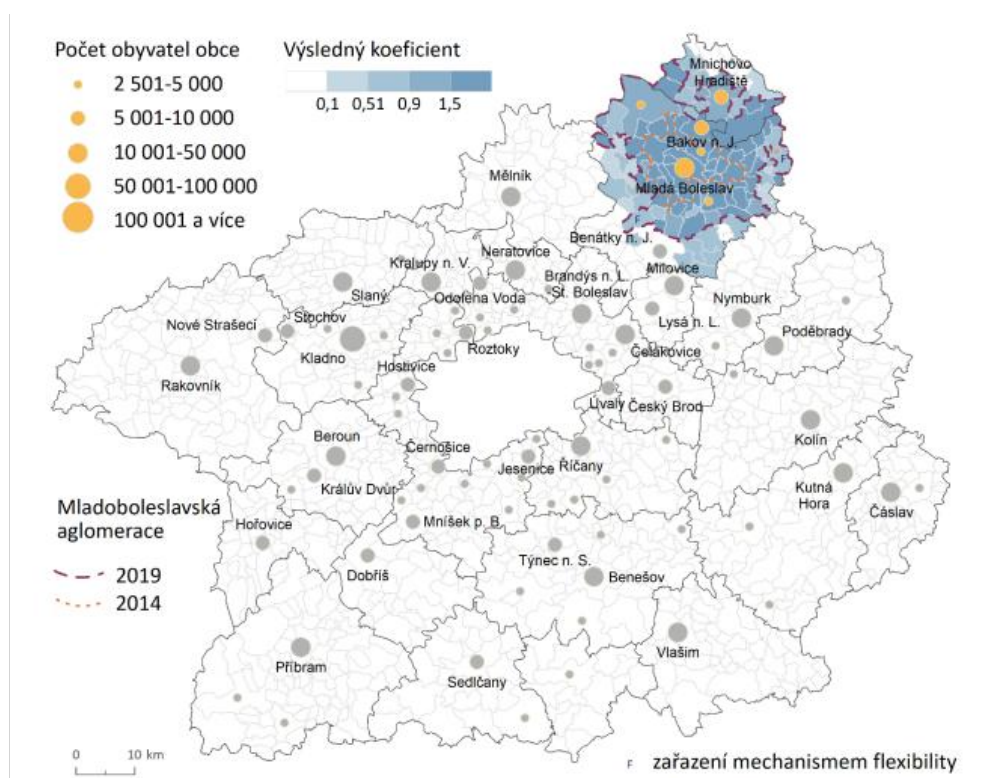 Počet obyvatel obce
2 501-5 000
5 001-10 000
10 001-50 000
50 001-100 000
100 001 a více
Výsledný koeficient
0,1 0,51 0,9 1,5
Mnichovo
Hradiště
Bakov n. J.
Mladá Boleslav
F
F
Mělník
Benátky n. J.
Milovice
Kralupy n. V.
Neratovice
Brandýs n. L.
St. Boleslav
Slaný
Odolena Voda
Nymburk
Lysá n. L.
Poděbrady
Nové Strašecí
Stochov
Kladno
Roztoky
Čelákovice
Rakovník
Hostivice
Úvaly
Český Brod
Kolín
Beroun
Černošice
Jesenice
Říčany
Králův Dvůr
Kutná
Hora
Čáslav
Mladoboleslavská
aglomerace
2019
2014
Hořovice
Mníšek p. B.
Dobříš
Týnec n. S.
Benešov
Příbram
Sedlčany
Vlašim
0 10 km
F zařazení mechanismem flexibility